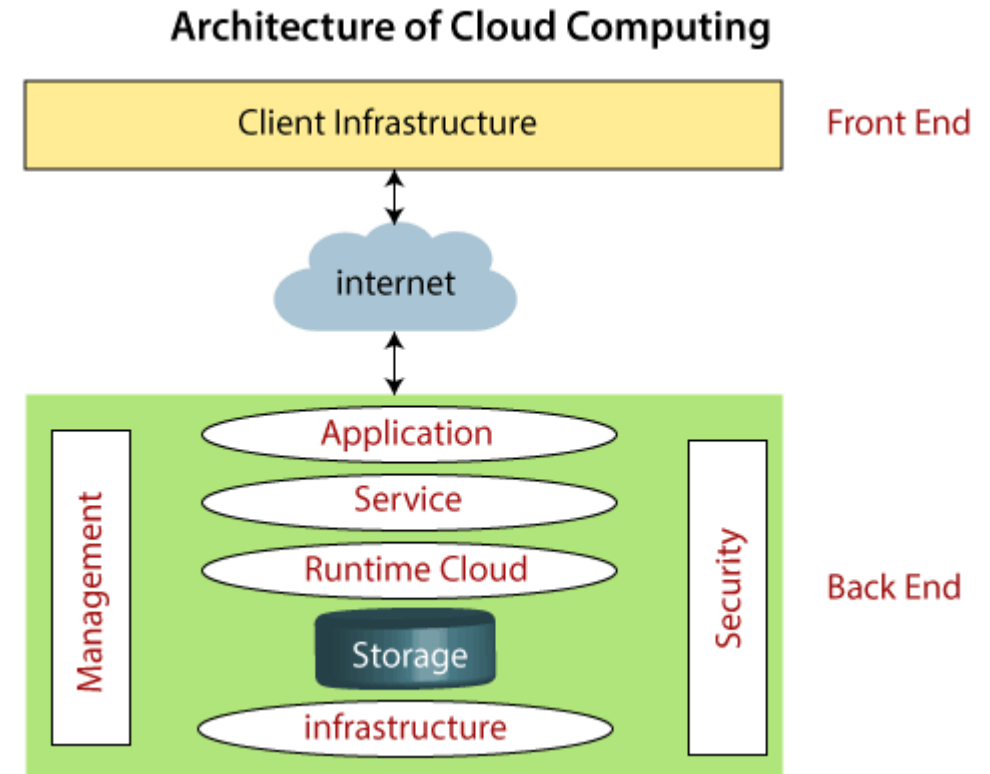 Architecture of Cloud Computing
Client Infrastructure
Front End
internet
Application
Service
Runtime Cloud
Storage
infrastructure
Management
Security
Back End